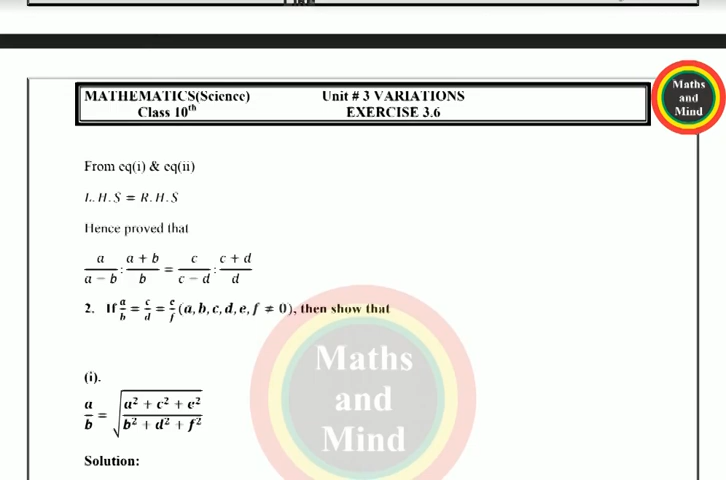 MATHEMATICS(Science) Unit # 3 VARIATIONS
Class 10th EXERCISE 3.6
Maths
and
Mind
From eq(i) & eq(ii)
L.H.S = R.H.S
Hence proved that
a/(a − b) : (a + b)/b = c/(c − d) : (c + d)/d
2. If a/b = c/d = e/f (a, b, c, d, e, f ≠ 0), then show that
(i).
a/b = √((a² + c² + e²)/(b² + d² + f²))
Maths
and
Mind
Solution: